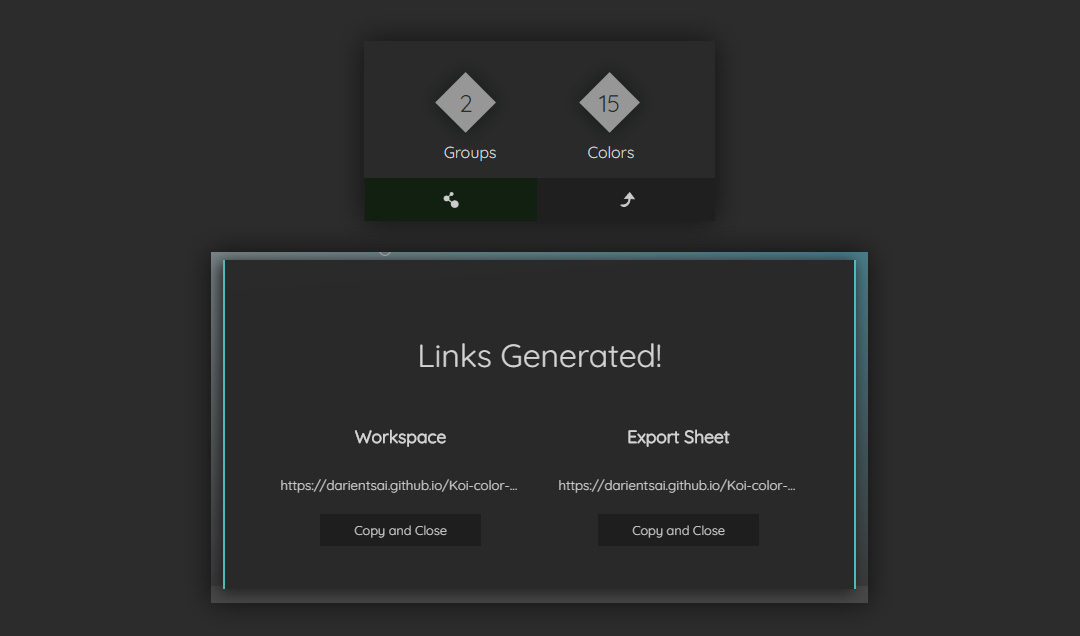 2 15
Groups Colors
Links Generated!
Workspace Export Sheet
https://darientsai.github.io/Koi-color-... https://darientsai.github.io/Koi-color-...
Copy and Close Copy and Close